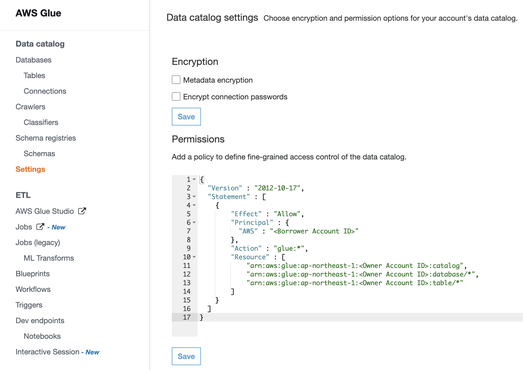 AWS Glue
Data catalog
Databases
Tables
Connections
Crawlers
Classifiers
Schema registries
Schemas
Settings
ETL
AWS Glue Studio
Jobs - New
Jobs (legacy)
ML Transforms
Blueprints
Workflows
Triggers
Dev endpoints
Notebooks
Interactive Session - New
Data catalog settings Choose encryption and permission options for your account's data catalog.
Encryption
Metadata encryption
Encrypt connection passwords
Save
Permissions
Add a policy to define fine-grained access control of the data catalog.
1 {
2 "Version" : "2012-10-17",
3 "Statement" : [
4 {
5 "Effect" : "Allow",
6 "Principal" : {
7 "AWS" : "<Borrower Account ID>"
8 },
9 "Action" : "glue:*",
10 "Resource" : [
11 "arn:aws:glue:ap-northeast-1:<Owner Account ID>:catalog",
12 "arn:aws:glue:ap-northeast-1:<Owner Account ID>:database/*",
13 "arn:aws:glue:ap-northeast-1:<Owner Account ID>:table/*"
14 ]
15 }
16 ]
17 }
Save